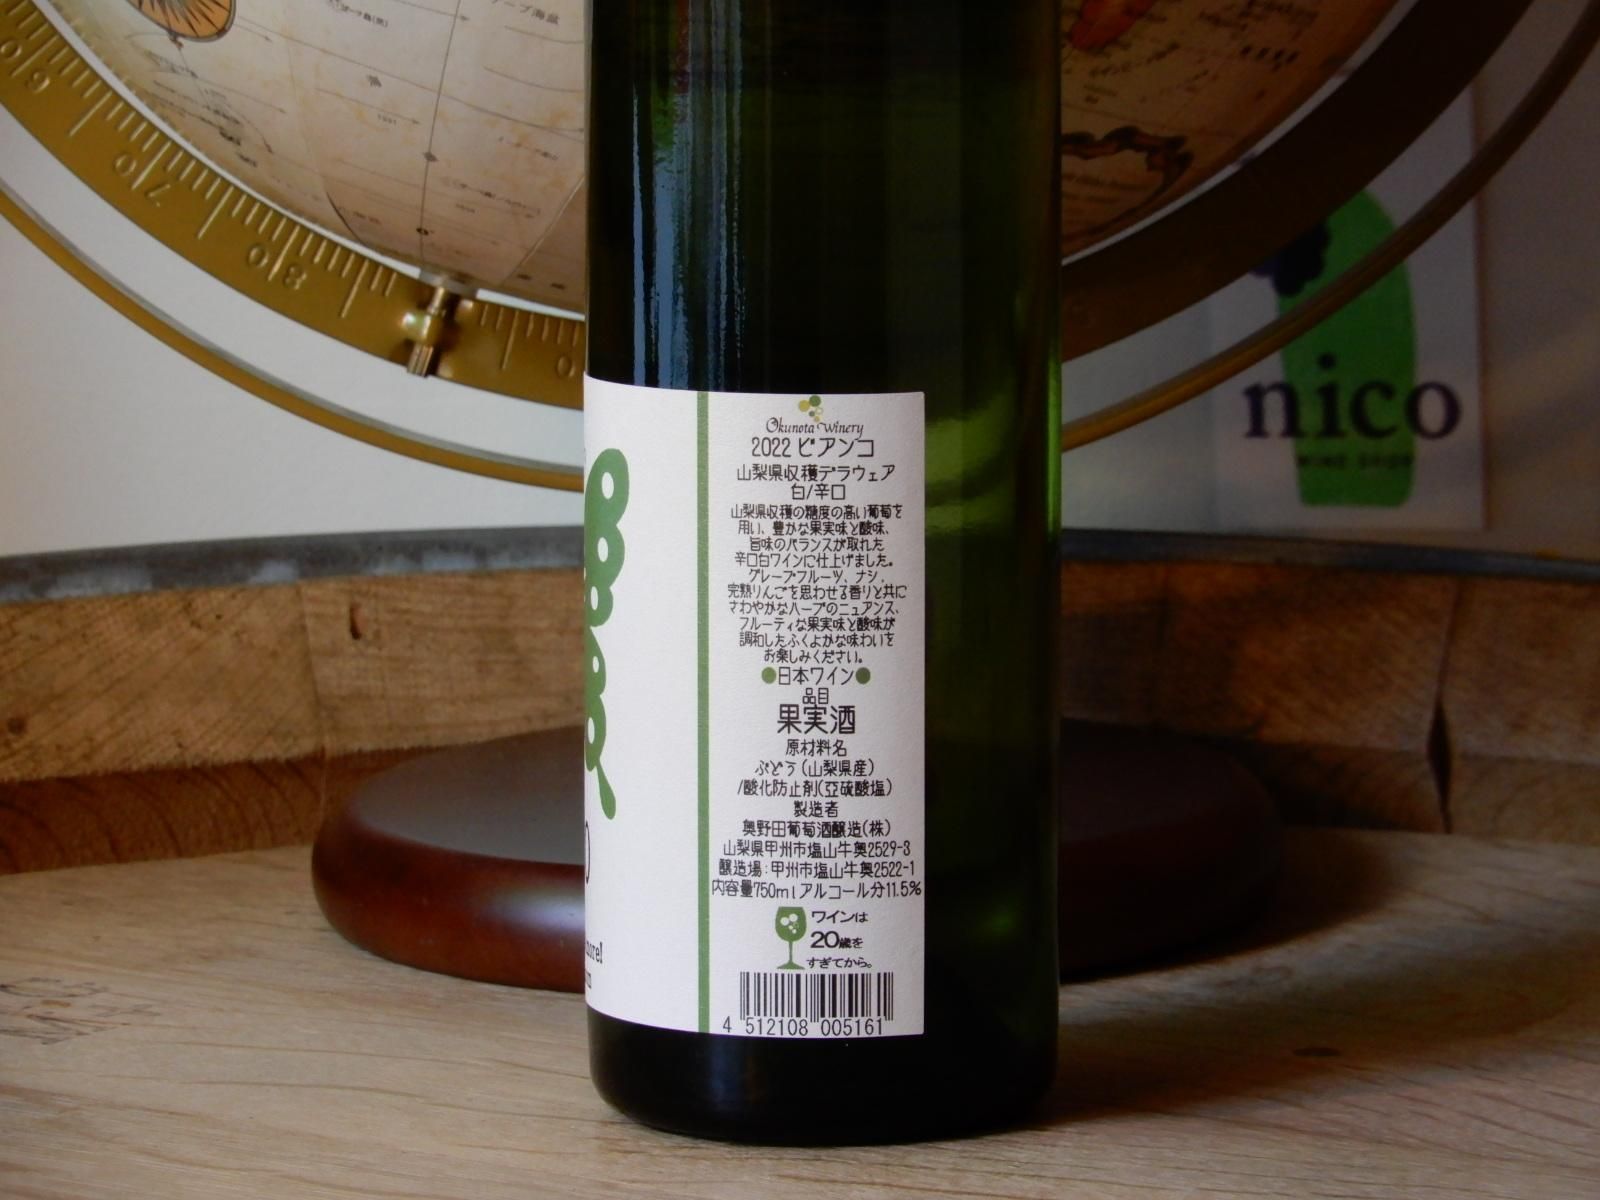 Okunota Winery
2022 ビアンコ
山梨県収穫デラウェア
白/辛口
山梨県収穫の糖度の高い葡萄を
用い、豊かな果実味と酸味、
旨味のバランスが取れた
辛口白ワインに仕上げました。
グレープフルーツ、ナシ、
完熟りんごを思わせる香りと共に
さわやかなハーブのニュアンス、
フルーティな果実味と酸味が
調和したふくよかな味わいを
お楽しみください。
●日本ワイン●
品目
果実酒
原材料名
ぶどう(山梨県産)
/酸化防止剤(亞硫酸塩)
製造者
奥野田葡萄酒醸造(株)
山梨県甲州市塩山牛奥2529-3
醸造場:甲州市塩山牛奥2522-1
内容量750mlアルコール分11.5%
ワインは
20歳を
すぎてから。
4 512108 005161
nico
WINE SHOP
60
70
80